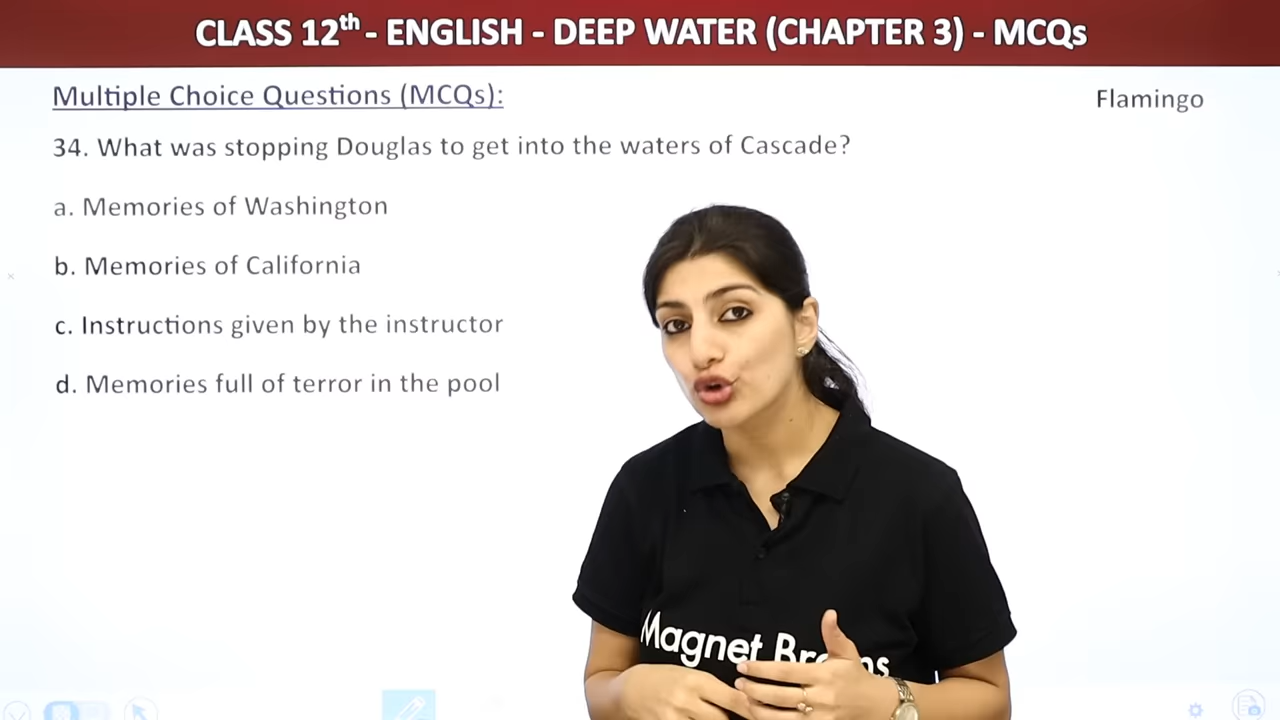 CLASS 12th - ENGLISH - DEEP WATER (CHAPTER 3) - MCQs
Multiple Choice Questions (MCQs):
Flamingo
34. What was stopping Douglas to get into the waters of Cascade?
a. Memories of Washington
b. Memories of California
c. Instructions given by the instructor
d. Memories full of terror in the pool
Magnet Bra ns